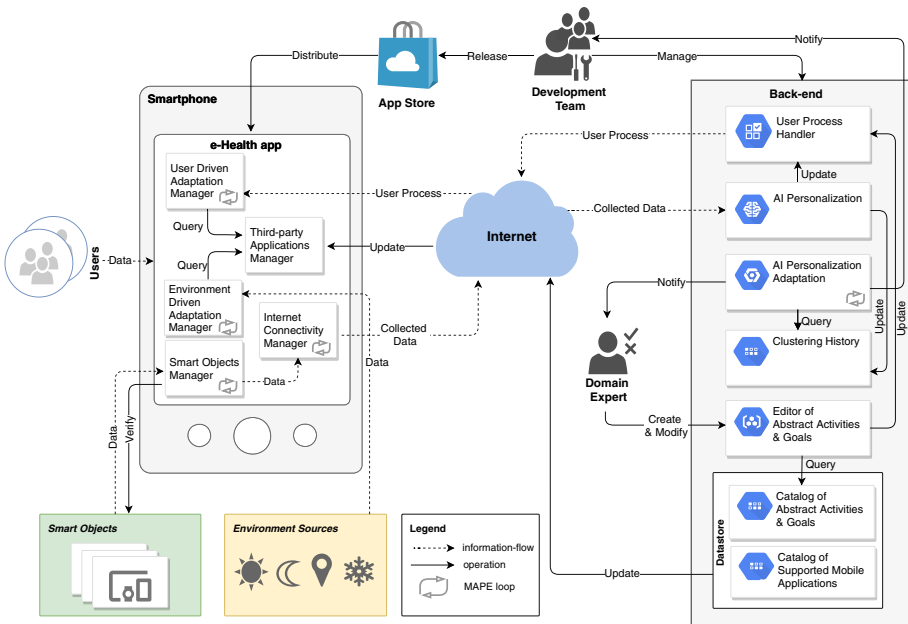 Notify
Distribute
Release
Manage
App Store
Development
Team
Smartphone
e-Health app
User Driven
Adaptation
Manager
Query
Third-party
Applications
Manager
Query
Environment
Driven
Adaptation
Manager
Internet
Connectivity
Manager
Smart Objects
Manager
Data
Users
Data
User Process
User Process
Internet
Update
Collected Data
Collected
Data
Data
Data
Verify
Notify
Domain
Expert
Create
& Modify
Back-end
User Process
Handler
Update
AI Personalization
AI Personalization
Adaptation
Query
Update
Update
Clustering History
Editor of
Abstract Activities
& Goals
Query
Datastore
Catalog of
Abstract Activities
& Goals
Catalog of
Supported Mobile
Applications
Update
Smart Objects
Environment Sources
Legend
information-flow
operation
MAPE loop